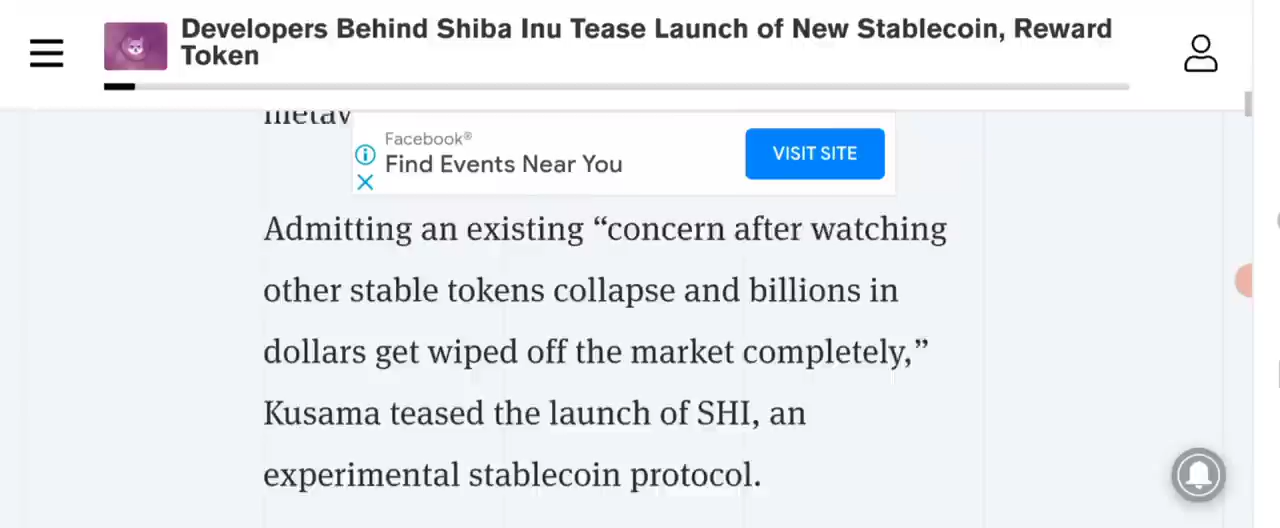 Developers Behind Shiba Inu Tease Launch of New Stablecoin, Reward
Token
Facebook®
Find Events Near You
VISIT SITE
Admitting an existing “concern after watching
other stable tokens collapse and billions in
dollars get wiped off the market completely,”
Kusama teased the launch of SHI, an
experimental stablecoin protocol.